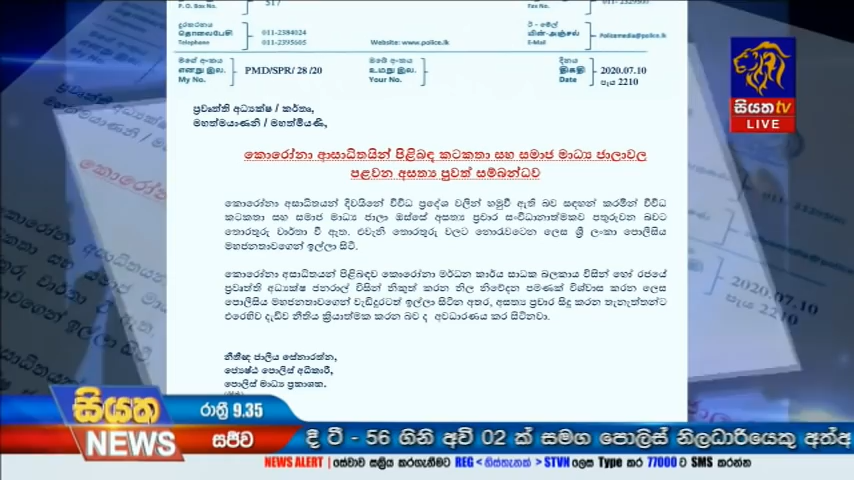 P. O. Box No.
317
Fax No.
දුරකථනය
தொலைபேசி
Telephone
011-2384024
011-2395605
Website: www.police.lk
ඊ - මේල්
மின் அஞ்சல்
E-Mail
Policemedia@police.lk
මගේ අංකය
எனது இல.
My No.
PMD/SPR/ 28 /20
ඔබේ අංකය
உமது இல.
Your No.
දිනය
திகதி
Date
2020.07.10
පැය 2210
ප්‍රවෘත්ති අධ්‍යක්ෂ / කර්තෘ,
මහත්මයාණනි / මහත්මියණි,
කොරෝනා ආසාධිතයින් පිළිබඳ කටකතා සහ සමාජ මාධ්‍ය ජාලාවල
පළවන අසත්‍ය පුවත් සම්බන්ධව
කොරෝනා අසාධිතයන් දිවයිනේ විවිධ ප්‍රදේශ වලින් හමුවී ඇති බව සඳහන් කරමින් විවිධ
කටකතා සහ සමාජ මාධ්‍ය ජාලා ඔස්සේ අසත්‍ය ප්‍රචාර සංවිධානාත්මකව පතුරුවන බවට
තොරතුරු වාර්තා වී ඇත. එවැනි තොරතුරු වලට නොරැවටෙන ලෙස ශ්‍රී ලංකා පොලීසිය
මහජනතාවගෙන් ඉල්ලා සිටී.
කොරෝනා අසාධිතයන් පිළිබඳව කොරෝනා මර්ධන කාර්ය සාධක බලකාය විසින් හෝ රජයේ
ප්‍රවෘත්ති අධ්‍යක්ෂ ජනරාල් විසින් නිකුත් කරන නිල නිවේදන පමණක් විශ්වාස කරන ලෙස
පොලීසිය මහජනතාවගෙන් වැඩිදුරටත් ඉල්ලා සිටින අතර, අසත්‍ය ප්‍රචාර සිදු කරන තැනැත්තන්ට
එරෙහිව දැඩිව නීතිය ක්‍රියාත්මක කරන බව ද අවධාරණය කර සිටිනවා.
නීතීඥ ජාලිය සේනාරත්න,
ජ්‍යෙෂ්ඨ පොලිස් අධිකාරී,
පොලිස් මාධ්‍ය ප්‍රකාශක.
සියත tv
LIVE
සියත
NEWS
රාත්‍රී 9.35
සජීව
දී ටී - 56 ගිනි අවි 02 ක් සමග පොලිස් නිලධාරියෙකු අත්අ
NEWS ALERT | සේවාව සක්‍රිය කරගැනීමට REG < හිස්තැනක් > STVN ලෙස Type කර 77000 ට SMS කරන්න